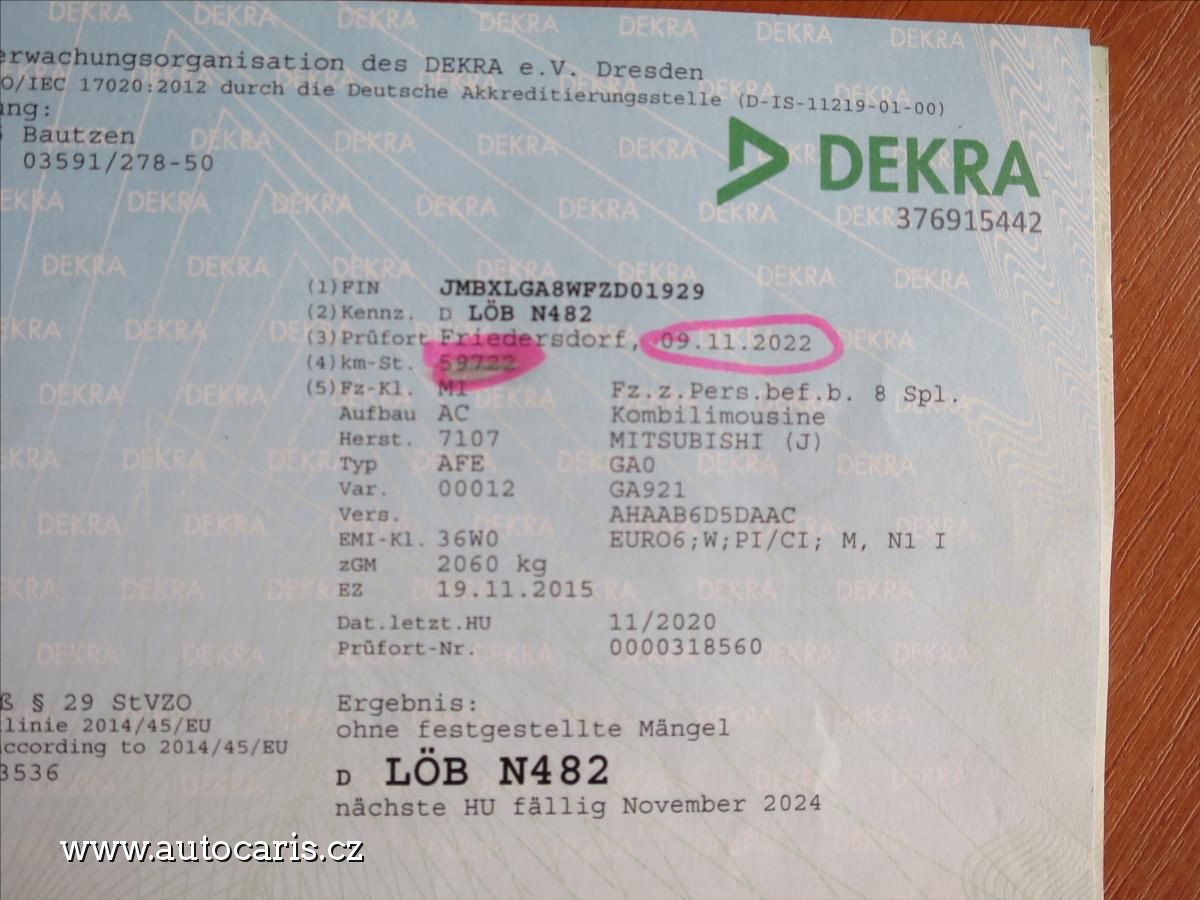 erwachungsorganisation des DEKRA e.V. Dresden
O/IEC 17020:2012 durch die Deutsche Akkreditierungsstelle (D-IS-11219-01-00)
ung:
Bautzen
03591/278-50
DEKRA
376915442
(1) FIN JMBXLGA8WFZD01929
(2) Kennz. D LÖB N482
(3) Prüfort Friedersdorf, 09.11.2022
(4) km-St. 59722
(5) Fz-Kl. M1 Fz.z.Pers.bef.b. 8 Spl.
Aufbau AC Kombilimousine
Herst. 7107 MITSUBISHI (J)
Typ AFE GA0
Var. 00012 GA921
Vers. AHAAB6D5DAAC
EMI-Kl. 36W0 EURO6;W;PI/CI; M, N1 I
zGM 2060 kg
EZ 19.11.2015
Dat.letzt.HU 11/2020
Prüfort-Nr. 0000318560
ß § 29 StVZO
tlinie 2014/45/EU
according to 2014/45/EU
3536
Ergebnis:
ohne festgestellte Mängel
D LÖB N482
nächste HU fällig November 2024
www.autocaris.cz